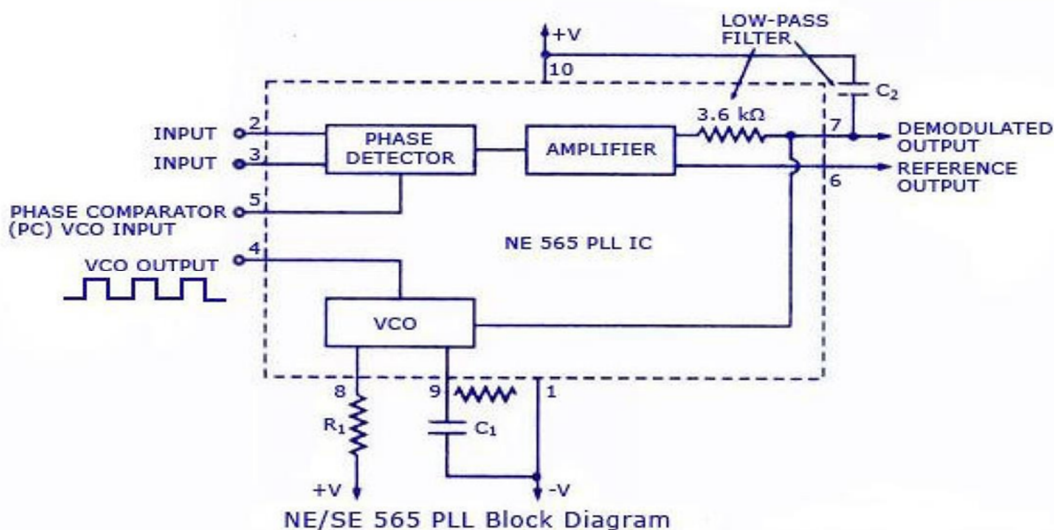 LOW-PASS
FILTER
+V
10
C2
3.6 kΩ
INPUT
2
INPUT
3
PHASE
DETECTOR
AMPLIFIER
7
DEMODULATED
OUTPUT
6
REFERENCE
OUTPUT
5
PHASE COMPARATOR
(PC) VCO INPUT
4
VCO OUTPUT
NE 565 PLL IC
VCO
8
9
1
R1
C1
+V
-V
NE/SE 565 PLL Block Diagram